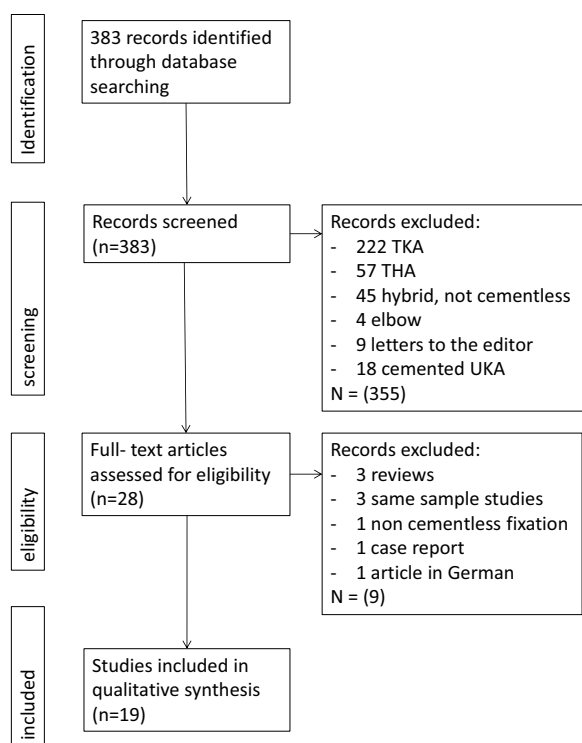 Identification
383 records identified
through database
searching
screening
Records screened
(n=383)
Records excluded:
- 222 TKA
- 57 THA
- 45 hybrid, not cementless
- 4 elbow
- 9 letters to the editor
- 18 cemented UKA
N = (355)
eligibility
Full- text articles
assessed for eligibility
(n=28)
Records excluded:
- 3 reviews
- 3 same sample studies
- 1 non cementless fixation
- 1 case report
- 1 article in German
N = (9)
included
Studies included in
qualitative synthesis
(n=19)